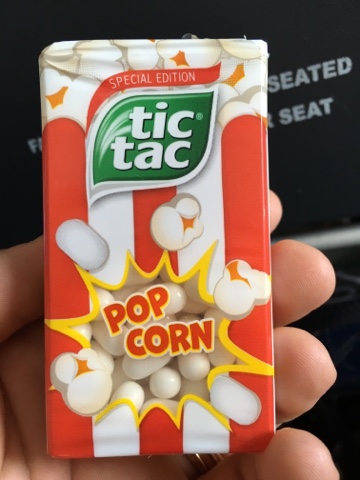 SPECIAL EDITION
tic®
tac
POP
CORN
SEATED
SEAT